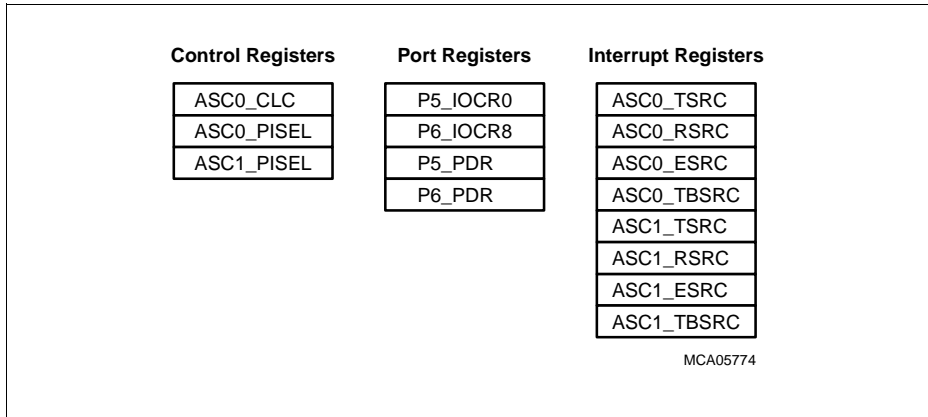 Control Registers
ASC0_CLC
ASC0_PISEL
ASC1_PISEL
Port Registers
P5_IOCR0
P6_IOCR8
P5_PDR
P6_PDR
Interrupt Registers
ASC0_TSRC
ASC0_RSRC
ASC0_ESRC
ASC0_TBSRC
ASC1_TSRC
ASC1_RSRC
ASC1_ESRC
ASC1_TBSRC
MCA05774